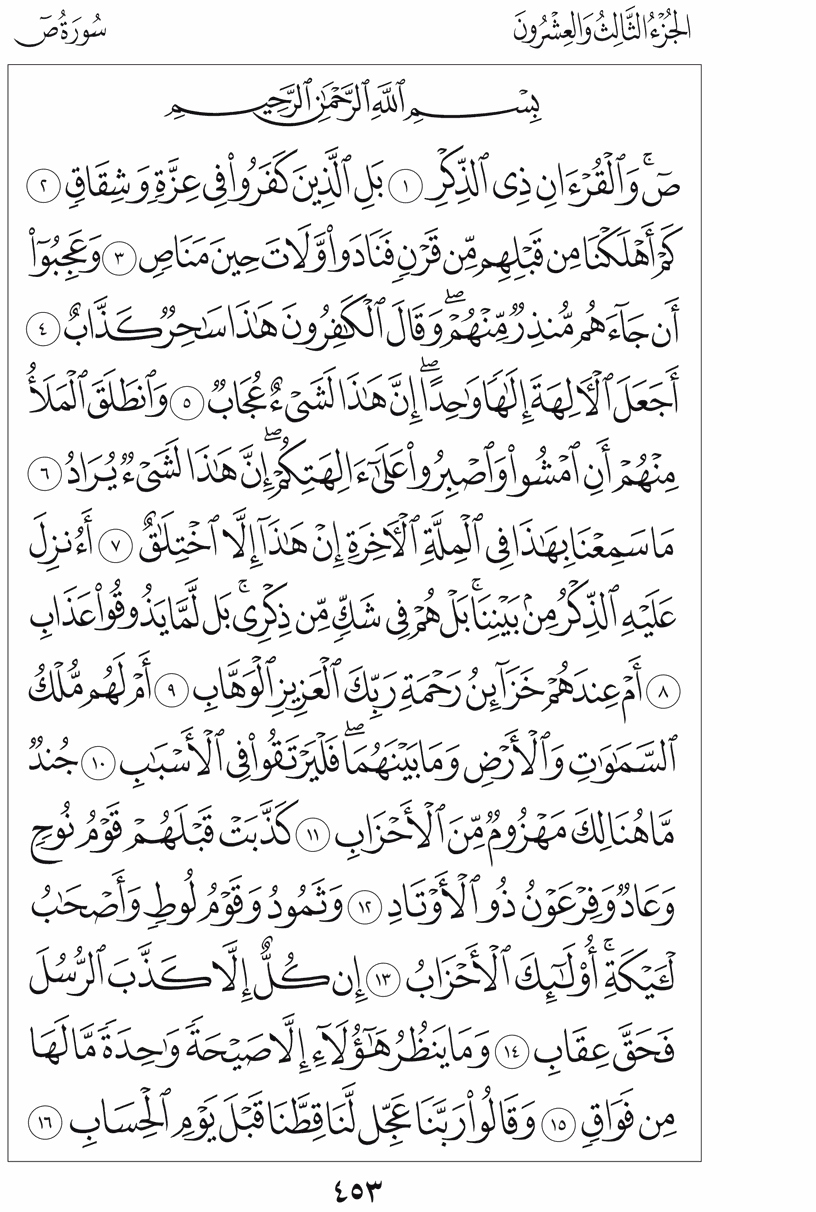 الجُزْءُ الثَّالِثُ وَالعِشْرُونَ
سُورَةُ صٓ
بِسْمِ ٱللَّهِ ٱلرَّحْمَٰنِ ٱلرَّحِيمِ
صٓۚ وَٱلْقُرْءَانِ ذِى ٱلذِّكْرِ ١ بَلِ ٱلَّذِينَ كَفَرُوا۟ فِى عِزَّةٍ وَشِقَاقٍ ٢
كَمْ أَهْلَكْنَا مِن قَبْلِهِم مِّن قَرْنٍ فَنَادَوا۟ وَّلَاتَ حِينَ مَنَاصٍ ٣ وَعَجِبُوٓا۟
أَن جَآءَهُم مُّنذِرٌ مِّنْهُمْۖ وَقَالَ ٱلْكَٰفِرُونَ هَٰذَا سَٰحِرٌ كَذَّابٌ ٤
أَجَعَلَ ٱلْءَالِهَةَ إِلَٰهًا وَٰحِدًاۖ إِنَّ هَٰذَا لَشَىْءٌ عُجَابٌ ٥ وَٱنطَلَقَ ٱلْمَلَأُ
مِنْهُمْ أَنِ ٱمْشُوا۟ وَٱصْبِرُوا۟ عَلَىٰٓ ءَالِهَتِكُمْۖ إِنَّ هَٰذَا لَشَىْءٌ يُرَادُ ٦
مَا سَمِعْنَا بِهَٰذَا فِى ٱلْمِلَّةِ ٱلْءَاخِرَةِ إِنْ هَٰذَآ إِلَّا ٱخْتِلَٰقٌ ٧ أَءُنزِلَ
عَلَيْهِ ٱلذِّكْرُ مِنۢ بَيْنِنَاۚ بَلْ هُمْ فِى شَكٍّ مِّن ذِكْرِىۚ بَل لَّمَّا يَذُوقُوا۟ عَذَابِ
٨ أَمْ عِندَهُمْ خَزَآئِنُ رَحْمَةِ رَبِّكَ ٱلْعَزِيزِ ٱلْوَهَّابِ ٩ أَمْ لَهُم مُّلْكُ
ٱلسَّمَٰوَٰتِ وَٱلْأَرْضِ وَمَا بَيْنَهُمَاۖ فَلْيَرْتَقُوا۟ فِى ٱلْأَسْبَٰبِ ١٠ جُندٌ
مَّا هُنَالِكَ مَهْزُومٌ مِّنَ ٱلْأَحْزَابِ ١١ كَذَّبَتْ قَبْلَهُمْ قَوْمُ نُوحٍ
وَعَادٌ وَفِرْعَوْنُ ذُو ٱلْأَوْتَادِ ١٢ وَثَمُودُ وَقَوْمُ لُوطٍ وَأَصْحَٰبُ
لْـَٔيْكَةِۚ أُو۟لَٰٓئِكَ ٱلْأَحْزَابُ ١٣ إِن كُلٌّ إِلَّا كَذَّبَ ٱلرُّسُلَ
فَحَقَّ عِقَابِ ١٤ وَمَا يَنظُرُ هَٰٓؤُلَآءِ إِلَّا صَيْحَةً وَٰحِدَةً مَّا لَهَا
مِن فَوَاقٍ ١٥ وَقَالُوا۟ رَبَّنَا عَجِّل لَّنَا قِطَّنَا قَبْلَ يَوْمِ ٱلْحِسَابِ ١٦
٤٥٣